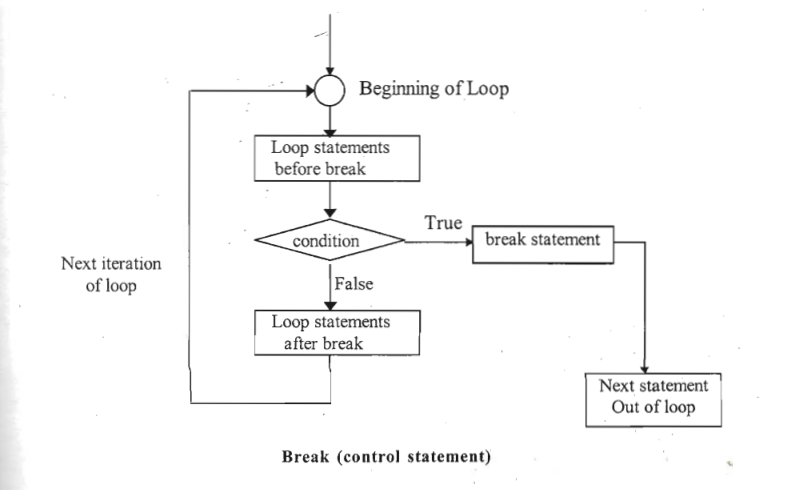 Beginning of Loop
Loop statements
before break
True
condition
break statement
Next iteration
of loop
False
Loop statements
after break
Next statement
Out of loop
Break (control statement)